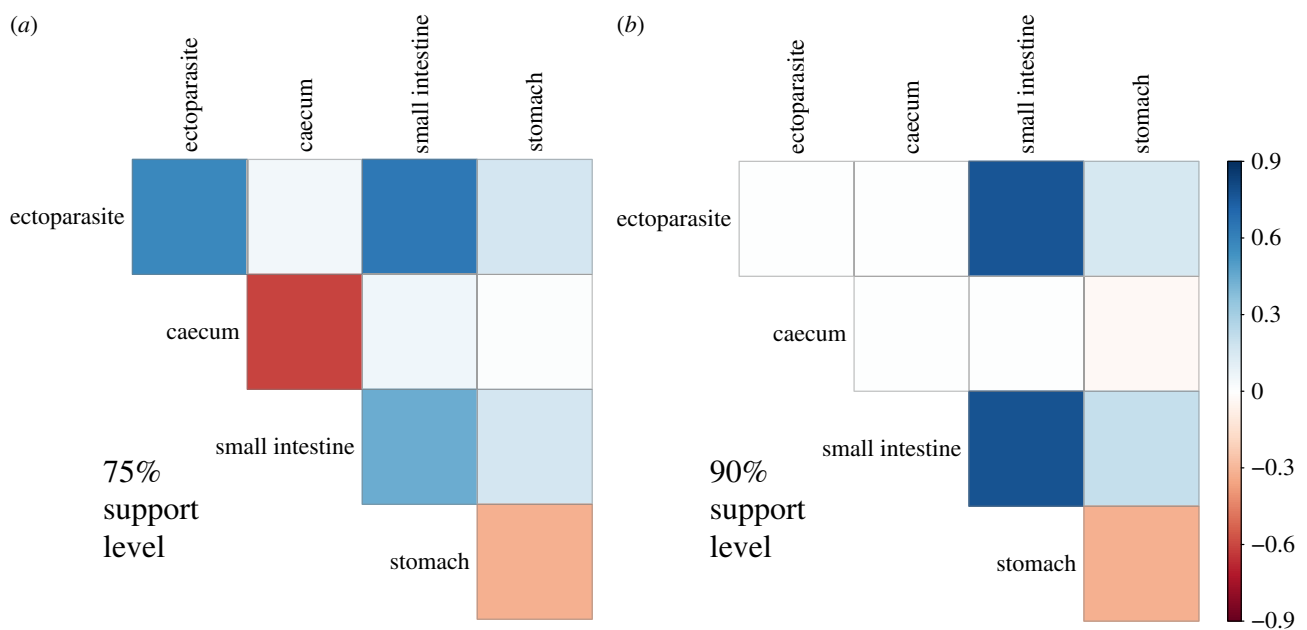 (a)
ectoparasite
caecum
small intestine
stomach
ectoparasite
caecum
small intestine
stomach
75%
support
level
(b)
ectoparasite
caecum
small intestine
stomach
ectoparasite
caecum
small intestine
stomach
90%
support
level
0.9
0.6
0.3
0
−0.3
−0.6
−0.9